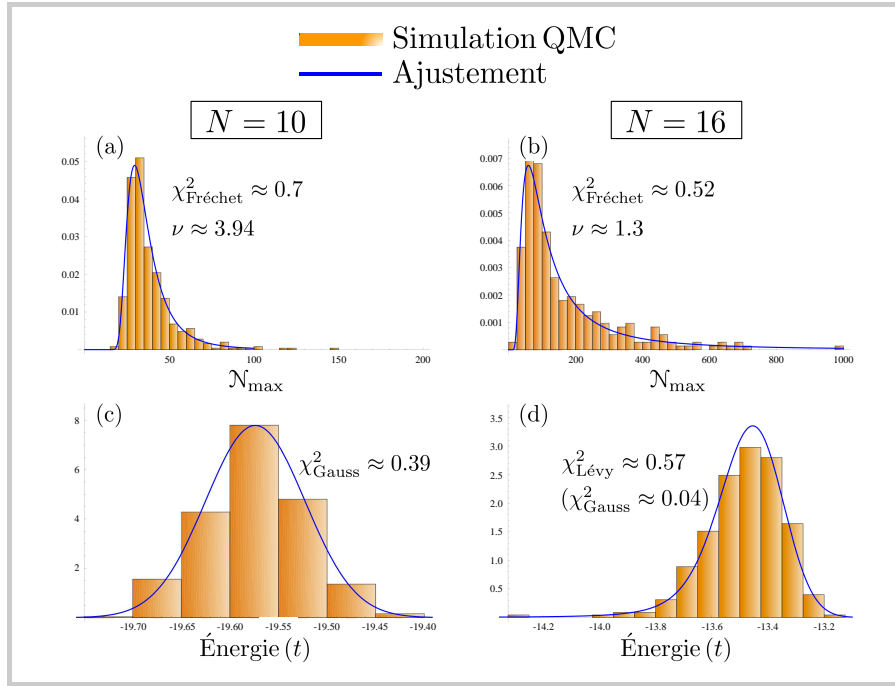 Simulation QMC
Ajustement
N = 10
N = 16
(a)
χ²Fréchet ≈ 0.7
ν ≈ 3.94
0.05
0.04
0.03
0.02
0.01
50
100
150
200
𝒩max
(b)
χ²Fréchet ≈ 0.52
ν ≈ 1.3
0.007
0.006
0.005
0.004
0.003
0.002
0.001
200
400
600
800
1000
𝒩max
(c)
χ²Gauss ≈ 0.39
8
6
4
2
-19.70
-19.65
-19.60
-19.55
-19.50
-19.45
-19.40
Énergie (t)
(d)
χ²Lévy ≈ 0.57
(χ²Gauss ≈ 0.04)
3.5
3.0
2.5
2.0
1.5
1.0
0.5
-14.2
-14.0
-13.8
-13.6
-13.4
-13.2
Énergie (t)